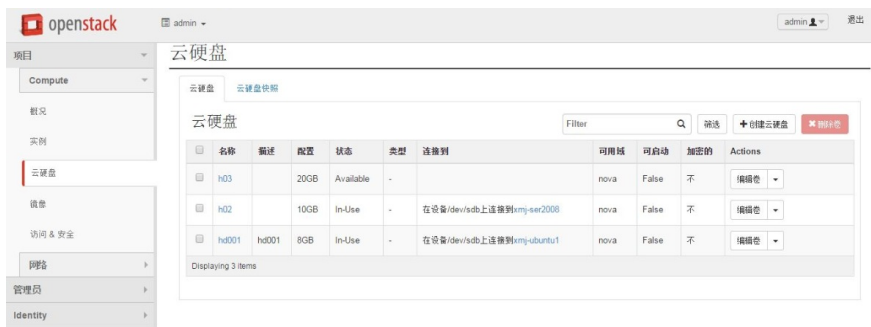 openstack
admin
admin
退出
项目
Compute
概况
实例
云硬盘
镜像
访问 & 安全
网络
管理员
Identity
云硬盘
云硬盘 云硬盘快照
云硬盘
Filter 筛选 +创建云硬盘 ✖删除卷
名称 描述 配置 状态 类型 连接到 可用域 可启动 加密的 Actions
h03 20GB Available - nova False 不 编辑卷
h02 10GB In-Use - 在设备/dev/sdb上连接到xmj-ser2008 nova False 不 编辑卷
hd001 hd001 8GB In-Use - 在设备/dev/sdb上连接到xmj-ubuntu1 nova False 不 编辑卷
Displaying 3 items